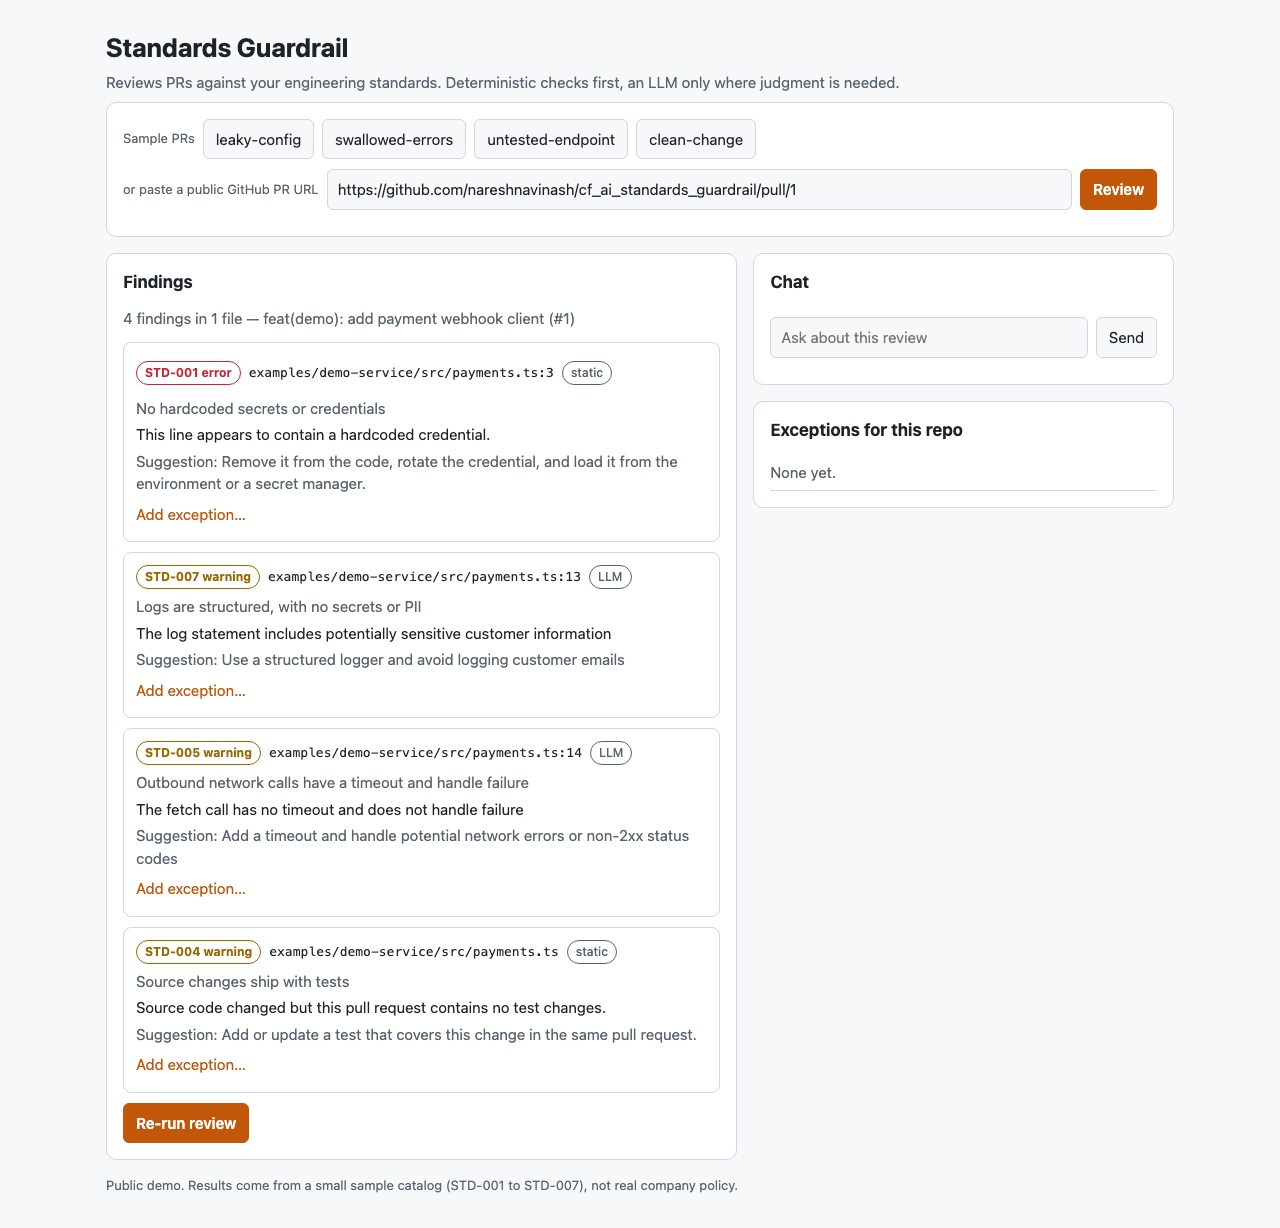 Standards Guardrail
Reviews PRs against your engineering standards. Deterministic checks first, an LLM only where judgment is needed.
Sample PRs leaky-config swallowed-errors untested-endpoint clean-change
or paste a public GitHub PR URL https://github.com/nareshnavinash/cf_ai_standards_guardrail/pull/1 Review
Findings
4 findings in 1 file — feat(demo): add payment webhook client (#1)
STD-001 error examples/demo-service/src/payments.ts:3 static
No hardcoded secrets or credentials
This line appears to contain a hardcoded credential.
Suggestion: Remove it from the code, rotate the credential, and load it from the
environment or a secret manager.
Add exception...
STD-007 warning examples/demo-service/src/payments.ts:13 LLM
Logs are structured, with no secrets or PII
The log statement includes potentially sensitive customer information
Suggestion: Use a structured logger and avoid logging customer emails
Add exception...
STD-005 warning examples/demo-service/src/payments.ts:14 LLM
Outbound network calls have a timeout and handle failure
The fetch call has no timeout and does not handle failure
Suggestion: Add a timeout and handle potential network errors or non-2xx status
codes
Add exception...
STD-004 warning examples/demo-service/src/payments.ts static
Source changes ship with tests
Source code changed but this pull request contains no test changes.
Suggestion: Add or update a test that covers this change in the same pull request.
Add exception...
Re-run review
Chat
Ask about this review Send
Exceptions for this repo
None yet.
Public demo. Results come from a small sample catalog (STD-001 to STD-007), not real company policy.